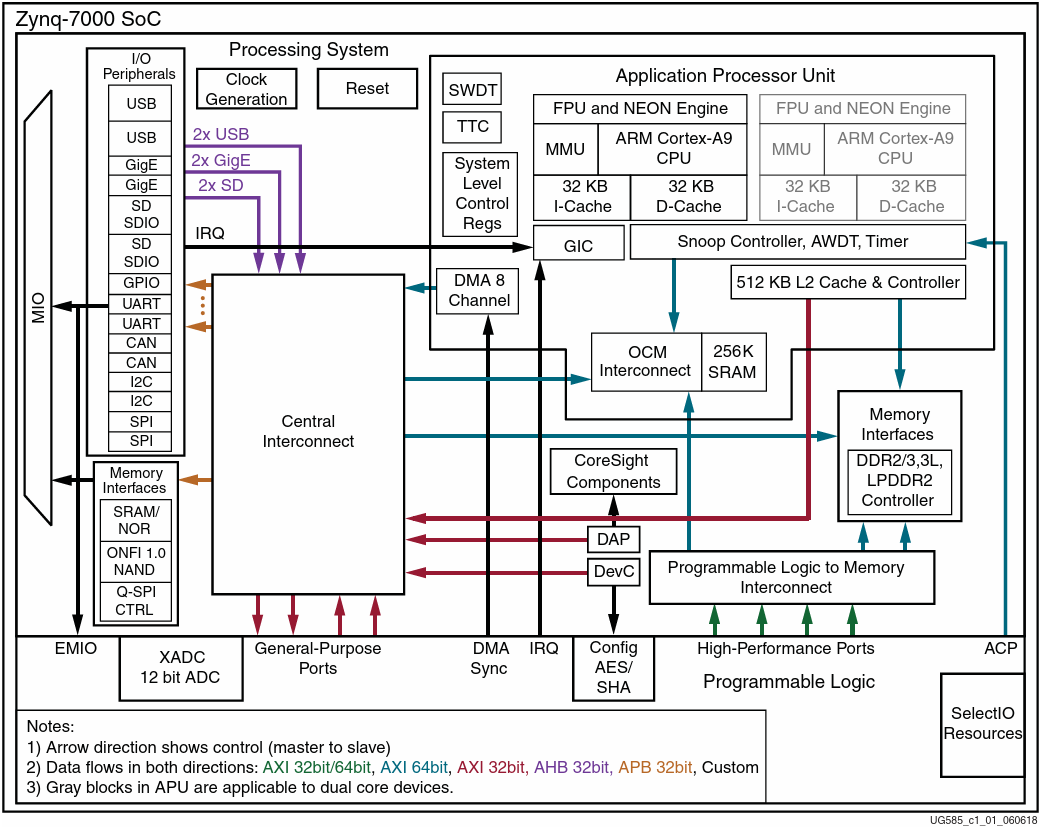 Zynq-7000 SoC
Processing System
I/O
Peripherals
USB
USB
GigE
GigE
SD
SDIO
SD
SDIO
GPIO
UART
UART
CAN
CAN
I2C
I2C
SPI
SPI
MIO
Clock
Generation
Reset
2x USB
2x GigE
2x SD
IRQ
Application Processor Unit
SWDT
TTC
System
Level
Control
Regs
FPU and NEON Engine
MMU
ARM Cortex-A9
CPU
32 KB
I-Cache
32 KB
D-Cache
FPU and NEON Engine
MMU
ARM Cortex-A9
CPU
32 KB
I-Cache
32 KB
D-Cache
GIC
Snoop Controller, AWDT, Timer
DMA 8
Channel
512 KB L2 Cache & Controller
OCM
Interconnect
256K
SRAM
Central
Interconnect
Memory
Interfaces
DDR2/3,3L,
LPDDR2
Controller
CoreSight
Components
DAP
DevC
Programmable Logic to Memory
Interconnect
Memory
Interfaces
SRAM/
NOR
ONFI 1.0
NAND
Q-SPI
CTRL
EMIO
XADC
12 bit ADC
General-Purpose
Ports
DMA
Sync
IRQ
Config
AES/
SHA
High-Performance Ports
ACP
Programmable Logic
SelectIO
Resources
Notes:
1) Arrow direction shows control (master to slave)
2) Data flows in both directions: AXI 32bit/64bit, AXI 64bit, AXI 32bit, AHB 32bit, APB 32bit, Custom
3) Gray blocks in APU are applicable to dual core devices.
UG585_c1_01_060618